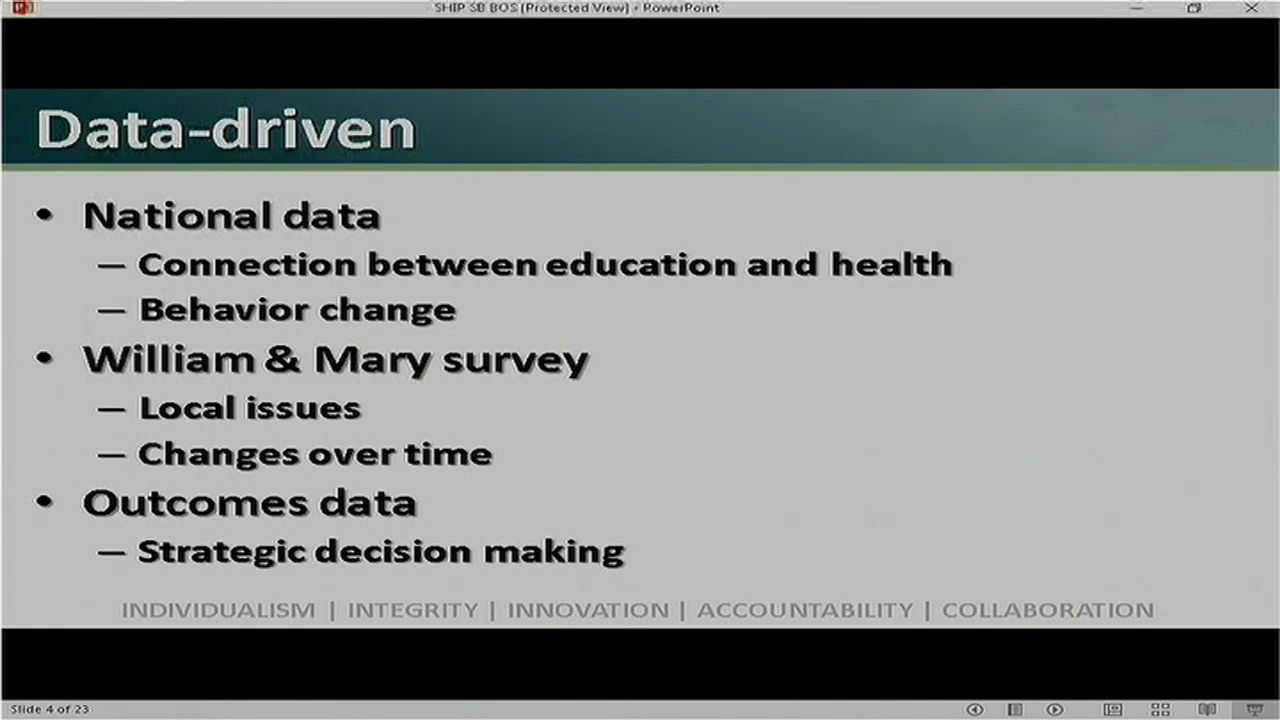 SHIP SB BOS [Protected View] - PowerPoint
Data-driven
• National data
— Connection between education and health
— Behavior change
• William & Mary survey
— Local issues
— Changes over time
• Outcomes data
— Strategic decision making
INDIVIDUALISM | INTEGRITY | INNOVATION | ACCOUNTABILITY | COLLABORATION
Slide 4 of 23